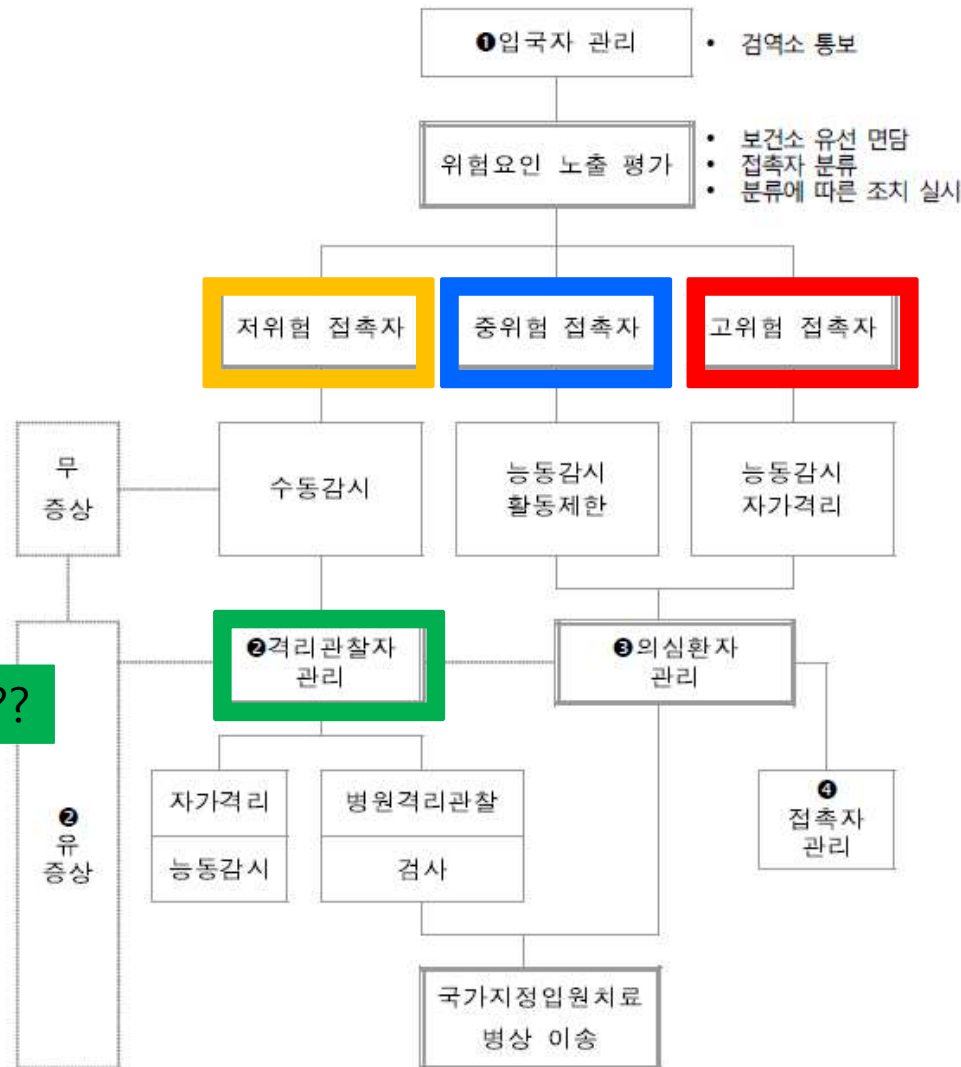 ❶입국자 관리
• 검역소 통보
위험요인 노출 평가
• 보건소 유선 면담
• 접촉자 분류
• 분류에 따른 조치 실시
저위험 접촉자
중위험 접촉자
고위험 접촉자
무
증상
수동감시
능동감시
활동제한
능동감시
자가격리
❷격리관찰자
관리
❸의심환자
관리
??
❷
유
증상
자가격리
능동감시
병원격리관찰
검사
❹
접촉자
관리
국가지정입원치료
병상 이송